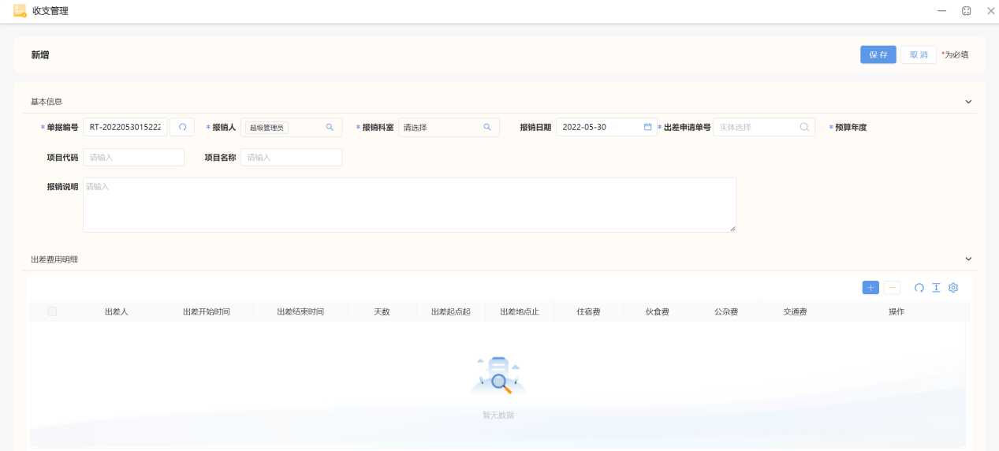 收支管理
新增
保 存 取 消 *为必填
基本信息
* 单据编号 RT-2022053015222 * 报销人 超级管理员 * 报销科室 请选择 报销日期 2022-05-30 * 出差申请单号 实体选择 * 预算年度
项目代码 请输入 项目名称 请输入
报销说明 请输入
出差费用明细
出差人 出差开始时间 出差结束时间 天数 出差起点起 出差地点止 住宿费 伙食费 公杂费 交通费 操作
暂无数据